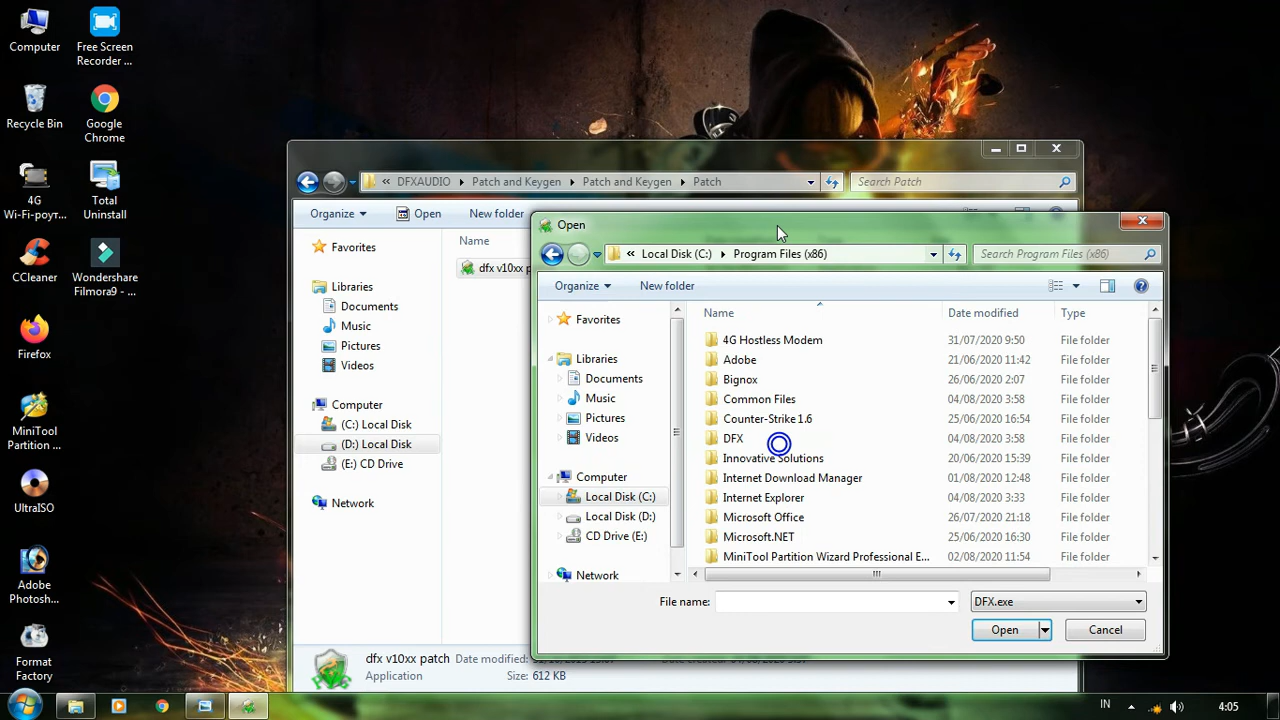 Computer
Free Screen
Recorder ...
Recycle Bin
Google
Chrome
4G
Wi-Fi-роут...
Total
Uninstall
CCleaner
Wondershare
Filmora9 - ...
Firefox
MiniTool
Partition ...
UltraISO
Adobe
Photosh...
Format
Factory
« DFXAUDIO Patch and Keygen Patch and Keygen Patch
Search Patch
Organize Open New folder
Favorites
Libraries
Documents
Music
Pictures
Videos
Computer
(C:) Local Disk
(D:) Local Disk
(E:) CD Drive
Network
Name
dfx v10xx p
dfx v10xx patch Date modified:
Application Size: 612 KB
Open
« Local Disk (C:) Program Files (x86)
Search Program Files (x86)
Organize New folder
Favorites
Libraries
Documents
Music
Pictures
Videos
Computer
Local Disk (C:)
Local Disk (D:)
CD Drive (E:)
Network
Name Date modified Type
4G Hostless Modem 31/07/2020 9:50 File folder
Adobe 21/06/2020 11:42 File folder
Bignox 26/06/2020 2:07 File folder
Common Files 04/08/2020 3:58 File folder
Counter-Strike 1.6 25/06/2020 16:54 File folder
DFX 04/08/2020 3:58 File folder
Innovative Solutions 20/06/2020 15:39 File folder
Internet Download Manager 01/08/2020 12:48 File folder
Internet Explorer 04/08/2020 3:33 File folder
Microsoft Office 26/07/2020 21:18 File folder
Microsoft.NET 25/06/2020 16:30 File folder
MiniTool Partition Wizard Professional E... 02/08/2020 11:54 File folder
File name:
DFX.exe
Open Cancel
IN 4:05